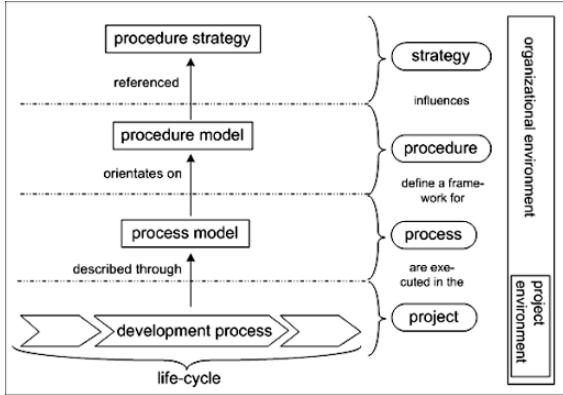 procedure strategy
strategy
referenced
influences
procedure model
procedure
orientates on
define a frame-
work for
process model
process
described through
are exe-
cuted in the
development process
project
life-cycle
organizational environment
project
environment